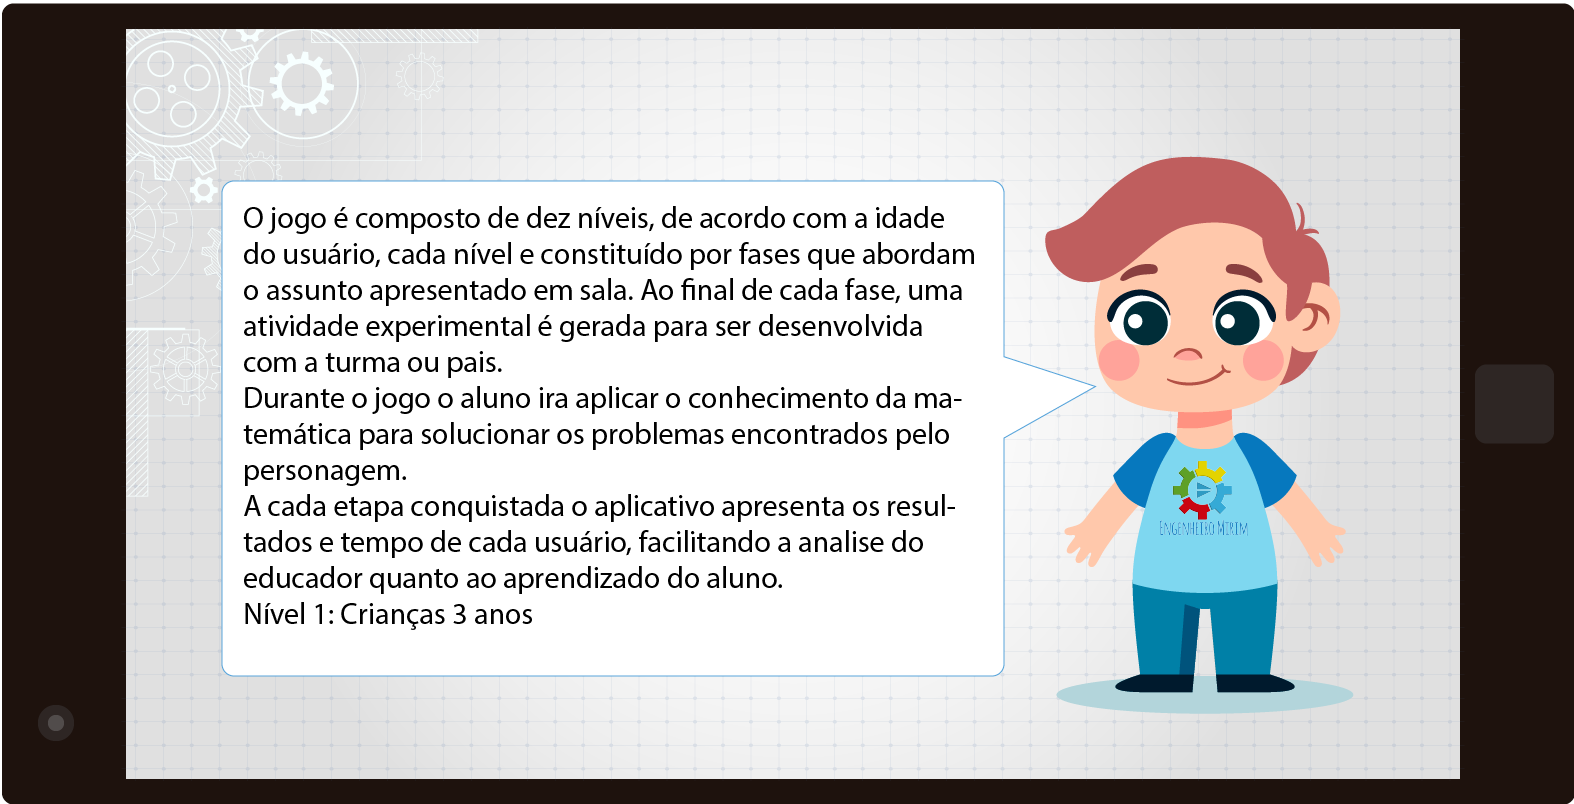 O jogo é composto de dez níveis, de acordo com a idade
do usuário, cada nível e constituído por fases que abordam
o assunto apresentado em sala. Ao final de cada fase, uma
atividade experimental é gerada para ser desenvolvida
com a turma ou pais.
Durante o jogo o aluno ira aplicar o conhecimento da ma-
temática para solucionar os problemas encontrados pelo
personagem.
A cada etapa conquistada o aplicativo apresenta os resul-
tados e tempo de cada usuário, facilitando a analise do
educador quanto ao aprendizado do aluno.
Nível 1: Crianças 3 anos
ENGENHEIRO MIRIM